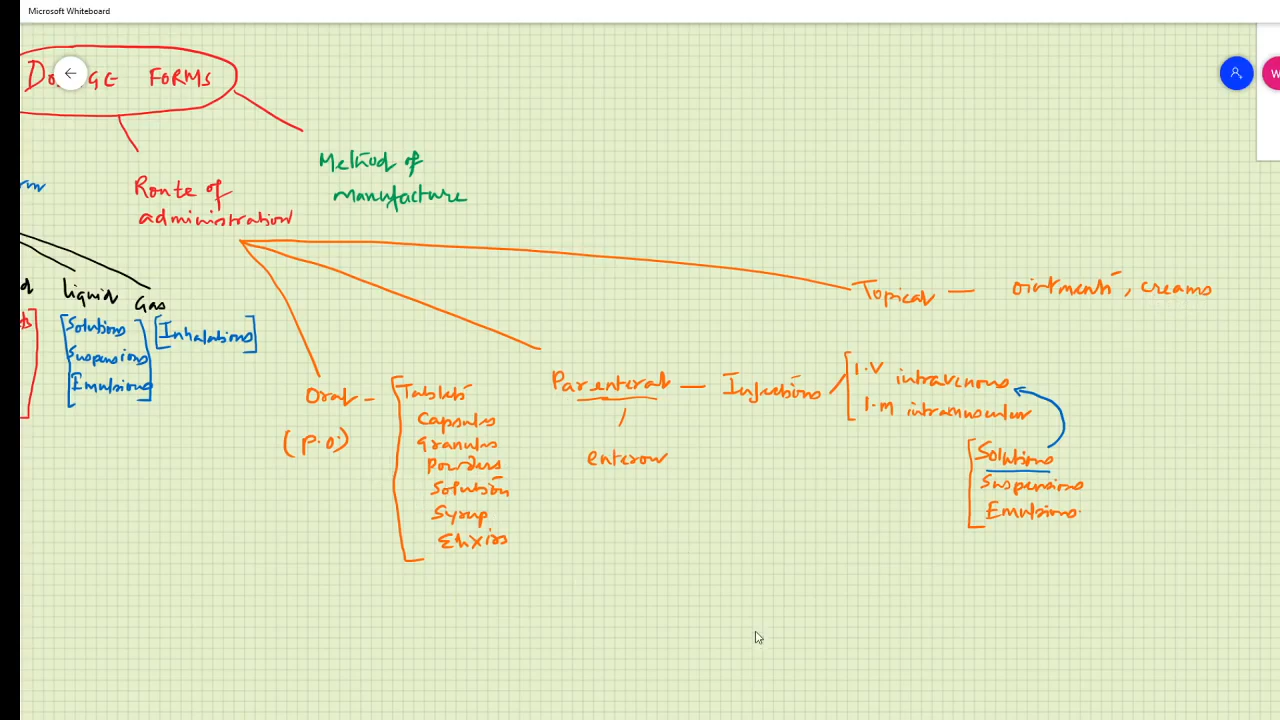 Microsoft Whiteboard
FORMS
Method of
manufacture
Route of
administration
Liquid
Gas
Solutions
Suspensions
Emulsions
Inhalations
Topical — ointments, creams
Oral –
(P.O.)
Tablets
Capsules
Granules
Powders
Solution
Syrup
Elixirs
Parenteral — Injections
enteron
I.V intravenous
I.M intramuscular
Solutions
Suspensions
Emulsions
W